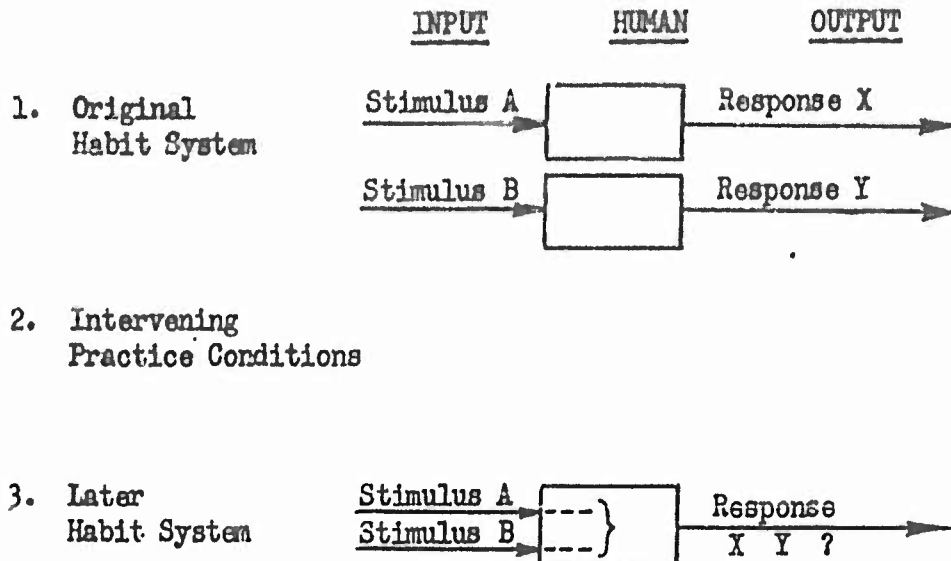 INPUT HUMAN OUTPUT
1. Original
Habit System
Stimulus A
Response X
Stimulus B
Response Y
2. Intervening
Practice Conditions
3. Later
Habit System
Stimulus A
Stimulus B
Response
X Y ?